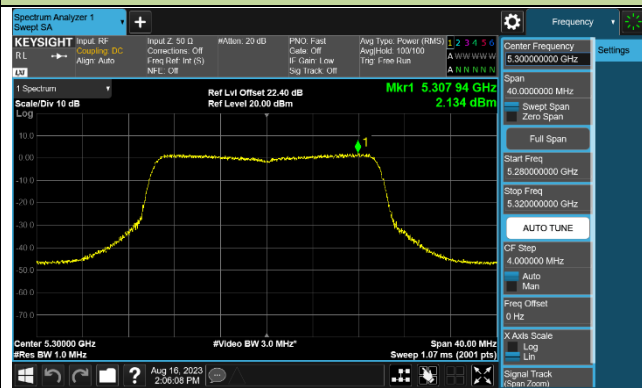 Spectrum Analyzer 1
Swept SA
Frequency
KEYSIGHT
RL
LXI
Input: RF
Coupling: DC
Align: Auto
Input Z: 50 Ω
Corrections: Off
Freq Ref: Int (S)
NFE: Off
#Atten: 20 dB
PNO: Fast
Gate: Off
IF Gain: Low
Sig Track: Off
Avg Type: Power (RMS)
Avg|Hold: 100/100
Trig: Free Run
1 2 3 4 5 6
A W W W W W
A N N N N N
1 Spectrum
Scale/Div 10 dB
Log
Ref Lvl Offset 22.40 dB
Ref Level 20.00 dBm
Mkr1 5.307 94 GHz
2.134 dBm
10.0
0.00
-10.0
-20.0
-30.0
-40.0
-50.0
-60.0
-70.0
1
Center 5.30000 GHz
#Res BW 1.0 MHz
#Video BW 3.0 MHz*
Span 40.00 MHz
Sweep 1.07 ms (2001 pts)
Aug 16, 2023
2:06:08 PM
Center Frequency
5.300000000 GHz
Span
40.0000000 MHz
Swept Span
Zero Span
Full Span
Start Freq
5.280000000 GHz
Stop Freq
5.320000000 GHz
AUTO TUNE
CF Step
4.000000 MHz
Auto
Man
Freq Offset
0 Hz
X Axis Scale
Log
Lin
Signal Track
(Span Zoom)
Settings